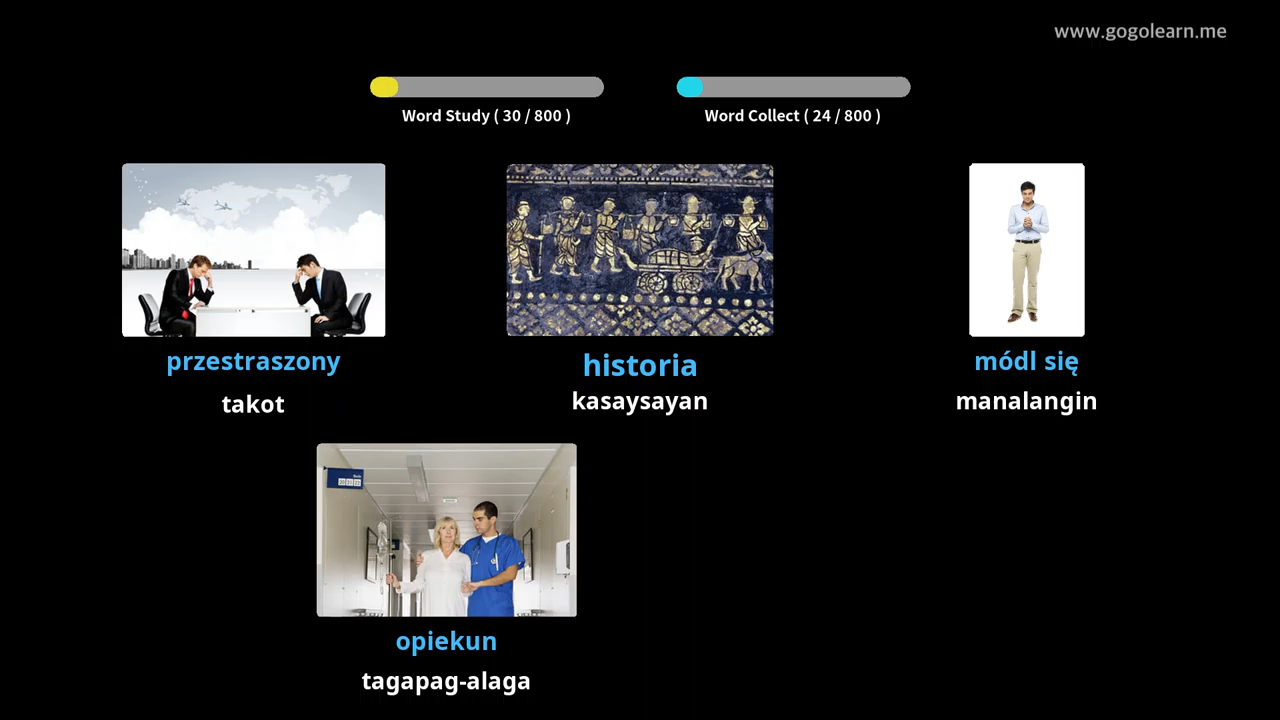 www.gogolearn.me
Word Study ( 30 / 800 )
Word Collect ( 24 / 800 )
przestraszony
historia
módl się
takot
kasaysayan
manalangin
opiekun
tagapag-alaga